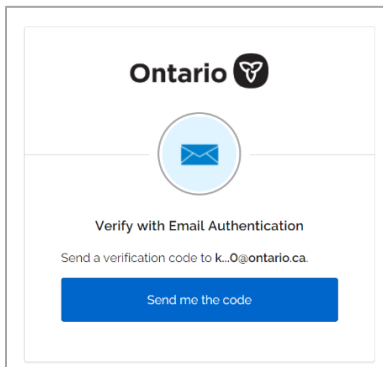 Ontario
Verify with Email Authentication
Send a verification code to k...0@ontario.ca.
Send me the code